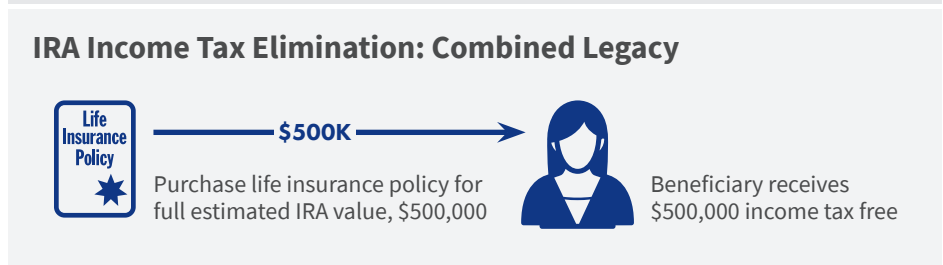 IRA Income Tax Elimination: Combined Legacy
Life
Insurance
Policy
$500K
Purchase life insurance policy for
full estimated IRA value, $500,000
Beneficiary receives
$500,000 income tax free